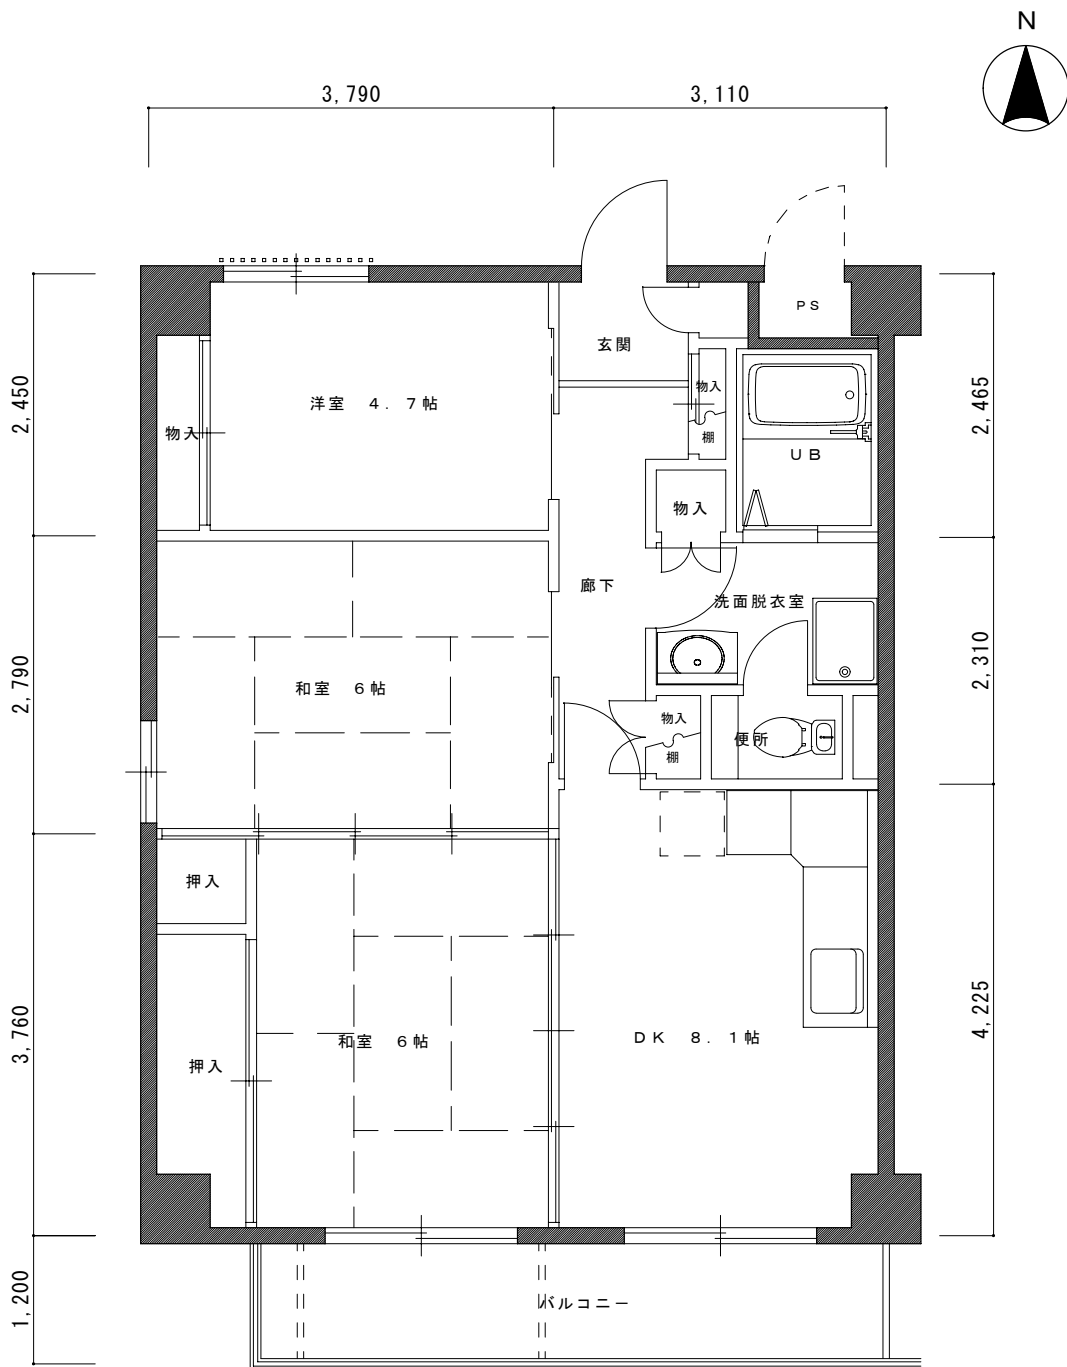 N
3,790
3,110
PS
玄関
洋室 4.7帖
物入
物入
棚
UB
物入
2,450
2,465
廊下
洗面脱衣室
和室 6帖
物入
棚
便所
2,790
2,310
押入
押入
和室 6帖
DK 8.1帖
3,760
4,225
バルコニー
1,200